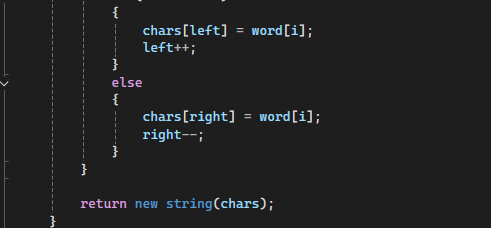 {
chars[left] = word[i];
left++;
}
else
{
chars[right] = word[i];
right--;
}
}
return new string(chars);
}